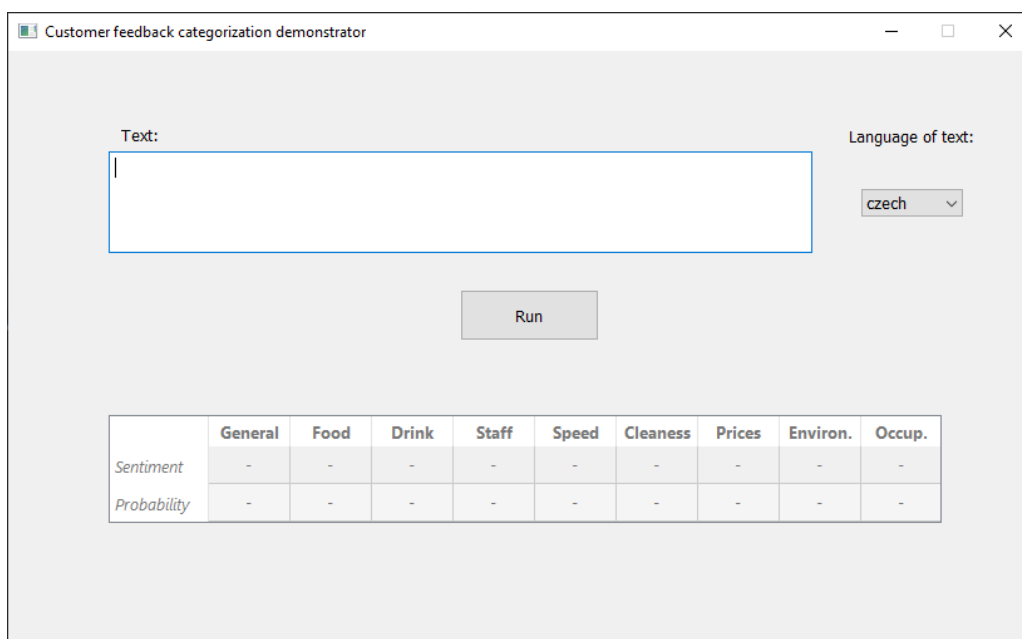 Customer feedback categorization demonstrator
Text:
Language of text:
czech
Run
General Food Drink Staff Speed Cleaness Prices Environ. Occup.
Sentiment - - - - - - - - -
Probability - - - - - - - - -